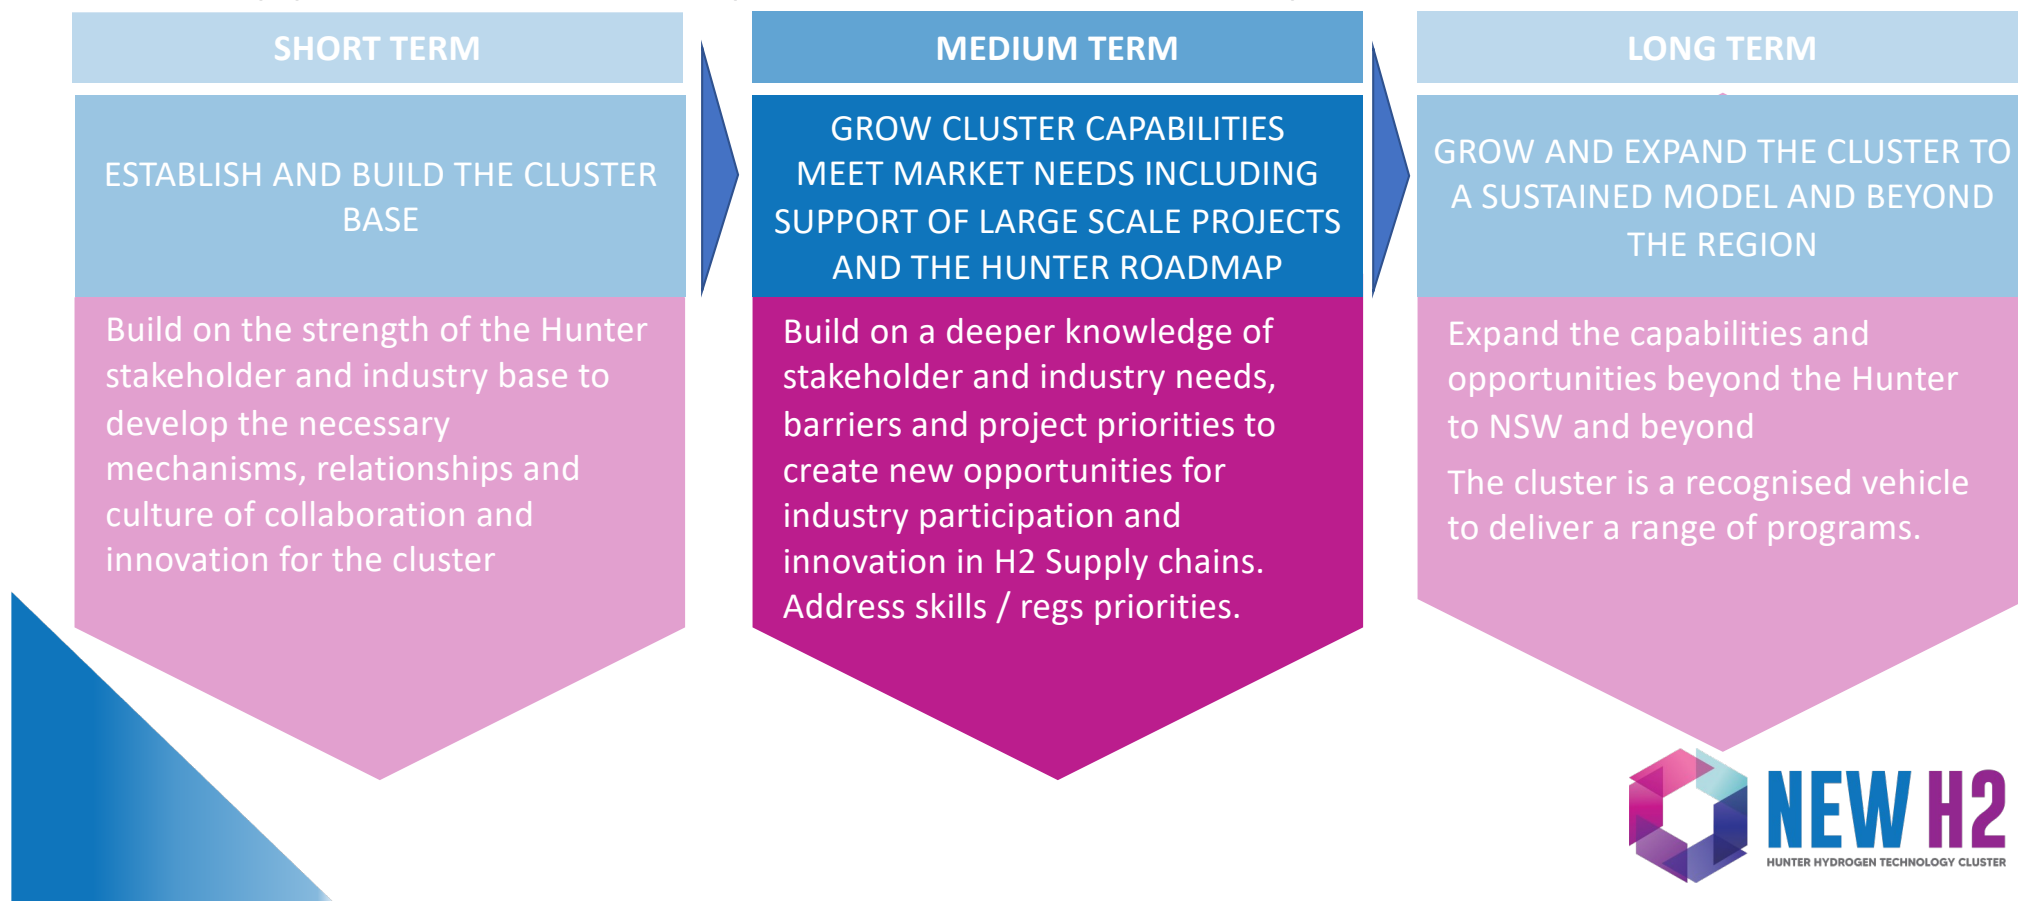 SHORT TERM
ESTABLISH AND BUILD THE CLUSTER
BASE
Build on the strength of the Hunter
stakeholder and industry base to
develop the necessary
mechanisms, relationships and
culture of collaboration and
innovation for the cluster
MEDIUM TERM
GROW CLUSTER CAPABILITIES
MEET MARKET NEEDS INCLUDING
SUPPORT OF LARGE SCALE PROJECTS
AND THE HUNTER ROADMAP
Build on a deeper knowledge of
stakeholder and industry needs,
barriers and project priorities to
create new opportunities for
industry participation and
innovation in H2 Supply chains.
Address skills / regs priorities.
LONG TERM
GROW AND EXPAND THE CLUSTER TO
A SUSTAINED MODEL AND BEYOND
THE REGION
Expand the capabilities and
opportunities beyond the Hunter
to NSW and beyond
The cluster is a recognised vehicle
to deliver a range of programs.
NEW H2
HUNTER HYDROGEN TECHNOLOGY CLUSTER